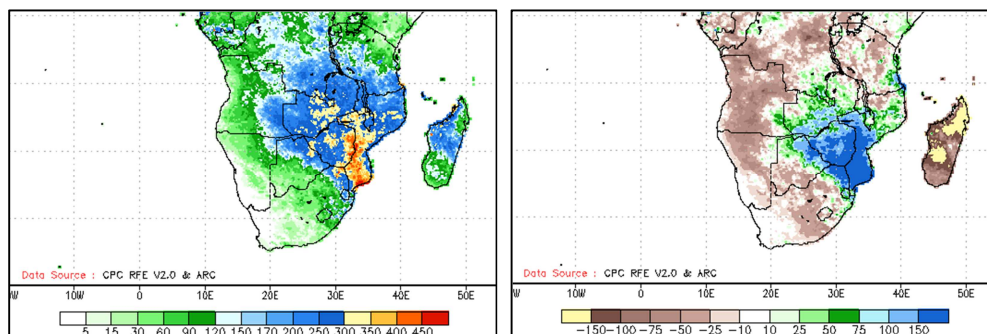 Data Source : CPC RFE V2.0 & ARC
W 10W 0 10E 20E 30E 40E 50E
5 15 30 60 90 120 150 170 200 250 300 350 400 450
Data Source : CPC RFE V2.0 & ARC
W 10W 0 10E 20E 30E 40E 50E
-150 -100 -75 -50 -25 -10 10 25 50 75 100 150